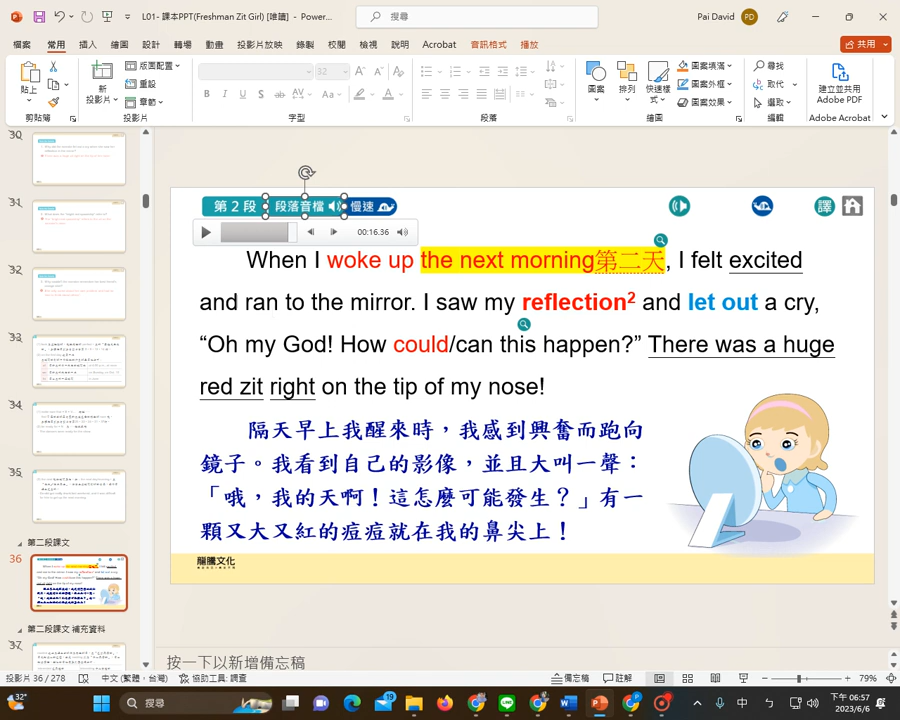 L01- 課本PPT(Freshman Zit Girl) [唯讀] - Power...
搜尋
Pai David
PD
檔案 常用 插入 繪圖 設計 轉場 動畫 投影片放映 錄製 校閱 檢視 說明 Acrobat 音訊格式 播放
共用
貼上
剪貼簿
新投影片
版面配置
重設
章節
投影片
32
字型
段落
圖案
排列
快速樣式
圖案填滿
圖案外框
圖案效果
繪圖
尋找
取代
選取
編輯
建立並共用 Adobe PDF
Adobe Acrobat
30
31
32
33
34
35
第二段課文
36
第二段課文 補充資料
37
第 2 段 段落音檔 慢速
譯
00:16.36
When I woke up the next morning第二天, I felt excited
and ran to the mirror. I saw my reflection² and let out a cry,
“Oh my God! How could/can this happen?” There was a huge
red zit right on the tip of my nose!
隔天早上我醒來時，我感到興奮而跑向
鏡子。我看到自己的影像，並且大叫一聲：
「哦，我的天啊！這怎麼可能發生？」有一
顆又大又紅的痘痘就在我的鼻尖上！
龍騰文化
按一下以新增備忘稿
投影片 36 / 278 中文 (繁體，台灣) 協助工具: 調查 備忘稿 註解 79%
32°
搜尋
19
中
下午 06:57
2023/6/6